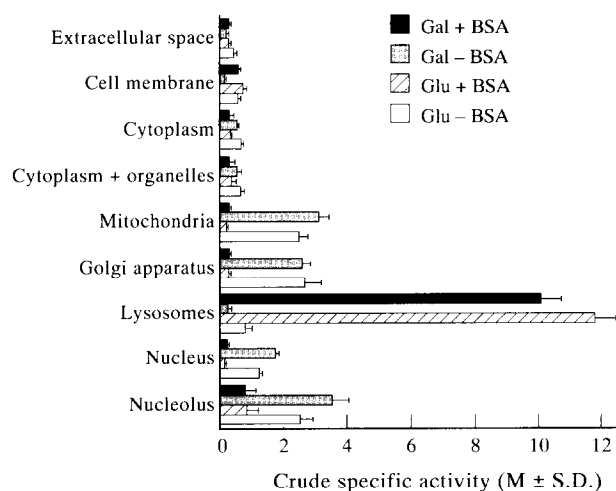 Extracellular space
Cell membrane
Cytoplasm
Cytoplasm + organelles
Mitochondria
Golgi apparatus
Lysosomes
Nucleus
Nucleolus
Gal + BSA
Gal – BSA
Glu + BSA
Glu – BSA
0 2 4 6 8 10 12
Crude specific activity (M ± S.D.)